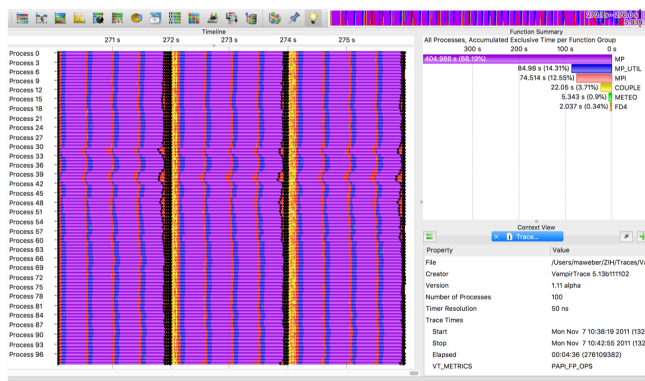 270.1 s - 276.0 s
Timeline
271 s 272 s 273 s 274 s 275 s
Process 0
Process 3
Process 6
Process 9
Process 12
Process 15
Process 18
Process 21
Process 24
Process 27
Process 30
Process 33
Process 36
Process 39
Process 42
Process 45
Process 48
Process 51
Process 54
Process 57
Process 60
Process 63
Process 66
Process 69
Process 72
Process 75
Process 78
Process 81
Process 84
Process 87
Process 90
Process 93
Process 96
Function Summary
All Processes, Accumulated Exclusive Time per Function Group
300 s 200 s 100 s 0 s
404.986 s (68.19%) MP
84.98 s (14.31%) MP_UTIL
74.514 s (12.55%) MPI
22.05 s (3.71%) COUPLE
5.343 s (0.9%) METEO
2.037 s (0.34%) FD4
Context View
Trace...
Property Value
File /Users/maweber/ZIH/Traces/Va
Creator VampirTrace 5.13b111102
Version 1.11 alpha
Number of Processes 100
Timer Resolution 50 ns
Trace Times
Start Mon Nov 7 10:38:19 2011 (132
Stop Mon Nov 7 10:42:55 2011 (132
Elapsed 00:04:36 (276109382)
VT_METRICS PAPI_FP_OPS